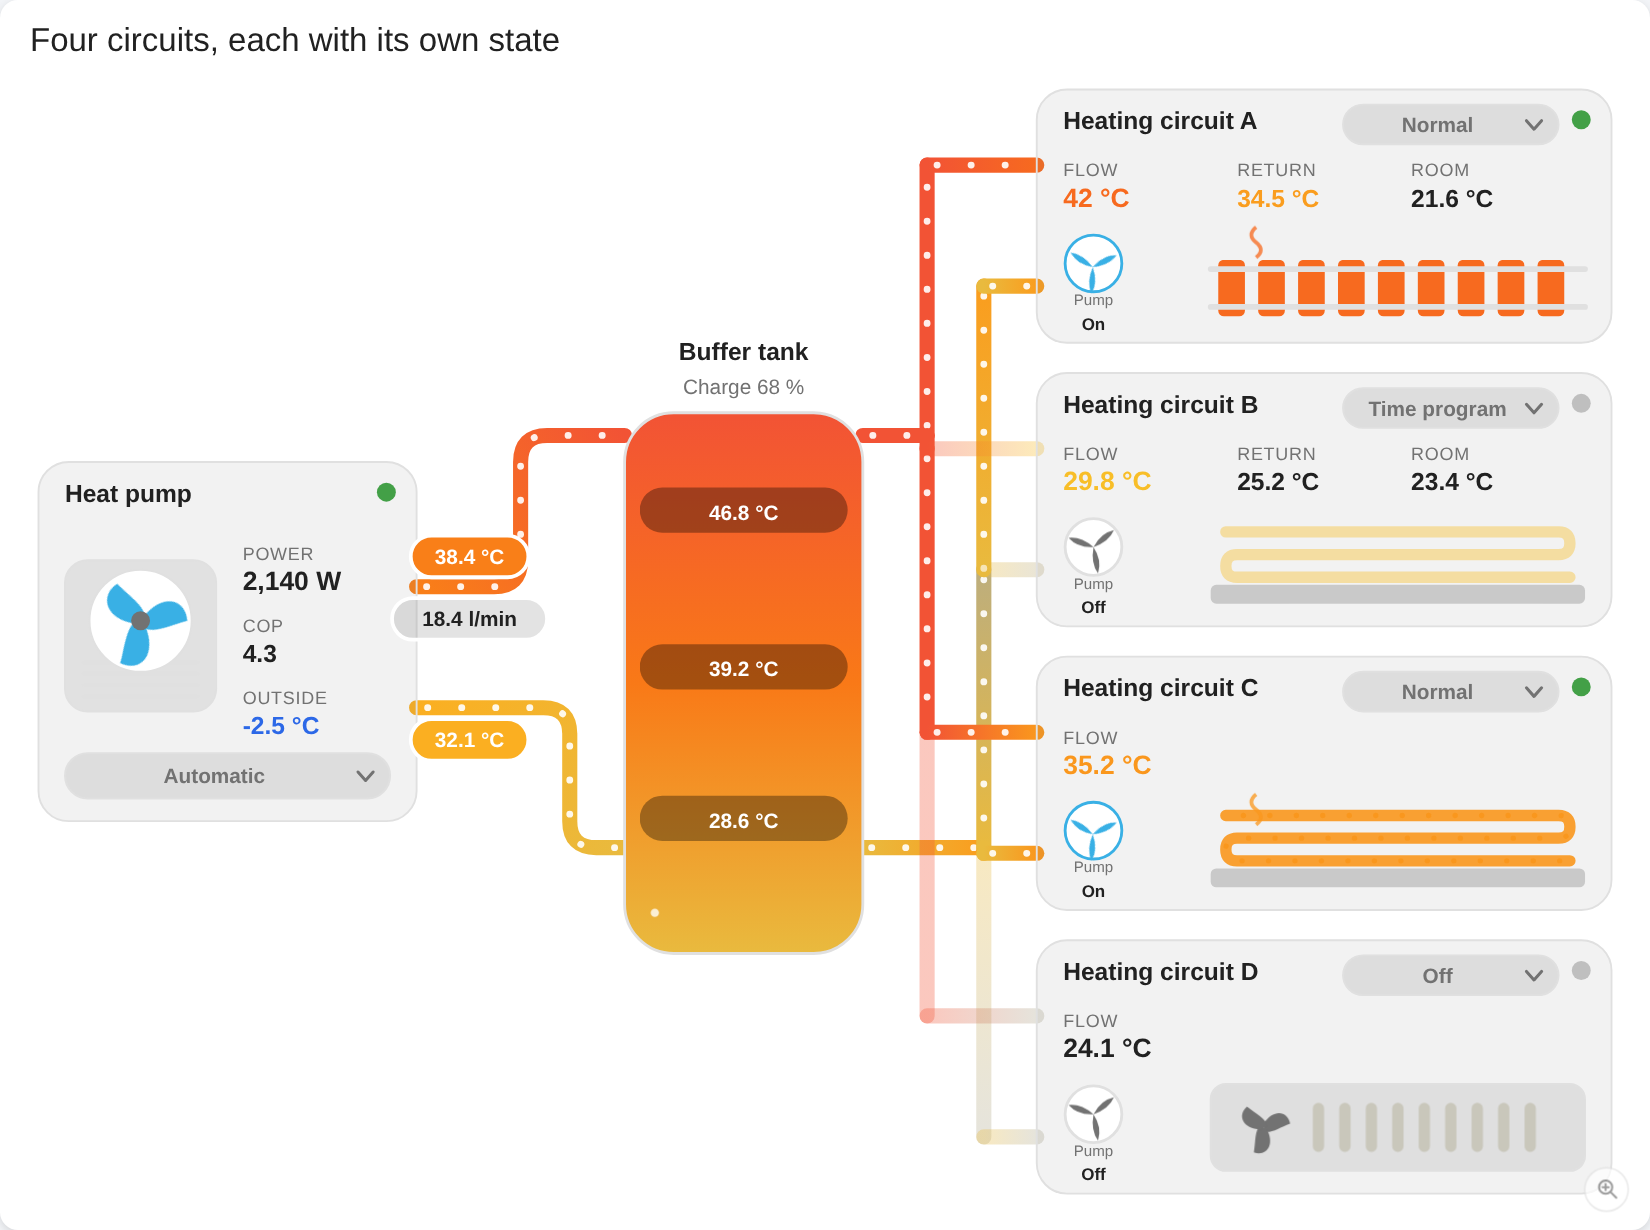 Four circuits, each with its own state
Heat pump
POWER
2,140 W
COP
4.3
OUTSIDE
-2.5 °C
Automatic
38.4 °C
18.4 l/min
32.1 °C
Buffer tank
Charge 68 %
46.8 °C
39.2 °C
28.6 °C
Heating circuit A
Normal
FLOW RETURN ROOM
42 °C 34.5 °C 21.6 °C
Pump
On
Heating circuit B
Time program
FLOW RETURN ROOM
29.8 °C 25.2 °C 23.4 °C
Pump
Off
Heating circuit C
Normal
FLOW
35.2 °C
Pump
On
Heating circuit D
Off
FLOW
24.1 °C
Pump
Off